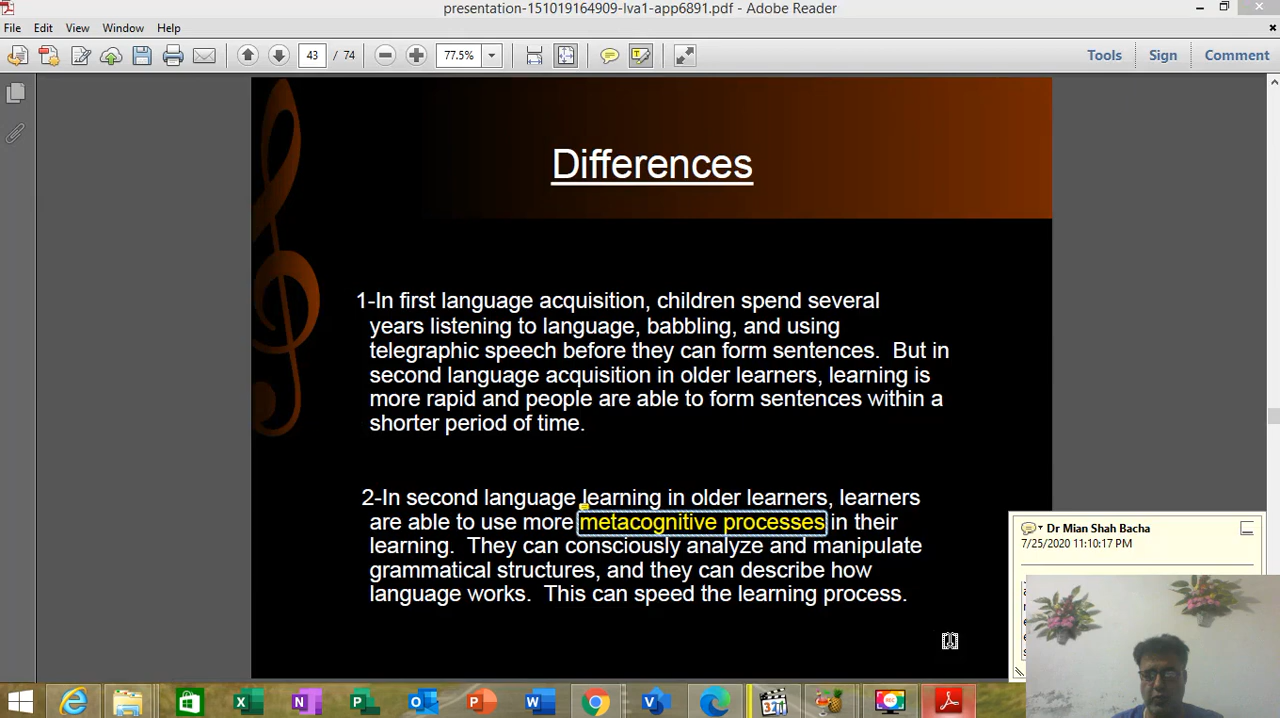 presentation-151019164909-lva1-app6891.pdf - Adobe Reader
File Edit View Window Help
43 / 74 77.5% Tools Sign Comment
Differences
1-In first language acquisition, children spend several
years listening to language, babbling, and using
telegraphic speech before they can form sentences. But in
second language acquisition in older learners, learning is
more rapid and people are able to form sentences within a
shorter period of time.
2-In second language learning in older learners, learners
are able to use more metacognitive processes in their
learning. They can consciously analyze and manipulate
grammatical structures, and they can describe how
language works. This can speed the learning process.
Dr Mian Shah Bacha
7/25/2020 11:10:17 PM